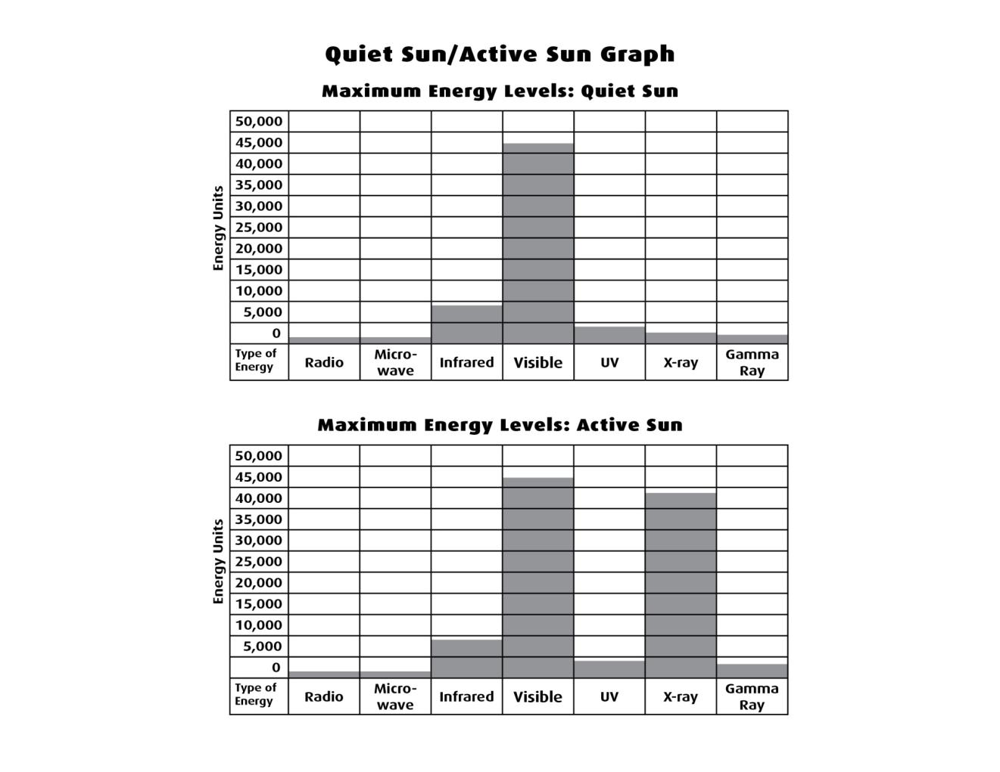 Quiet Sun/Active Sun Graph
Maximum Energy Levels: Quiet Sun
Energy Units
50,000
45,000
40,000
35,000
30,000
25,000
20,000
15,000
10,000
5,000
0
Type of
Energy
Radio
Micro-
wave
Infrared
Visible
UV
X-ray
Gamma
Ray
Maximum Energy Levels: Active Sun
Energy Units
50,000
45,000
40,000
35,000
30,000
25,000
20,000
15,000
10,000
5,000
0
Type of
Energy
Radio
Micro-
wave
Infrared
Visible
UV
X-ray
Gamma
Ray